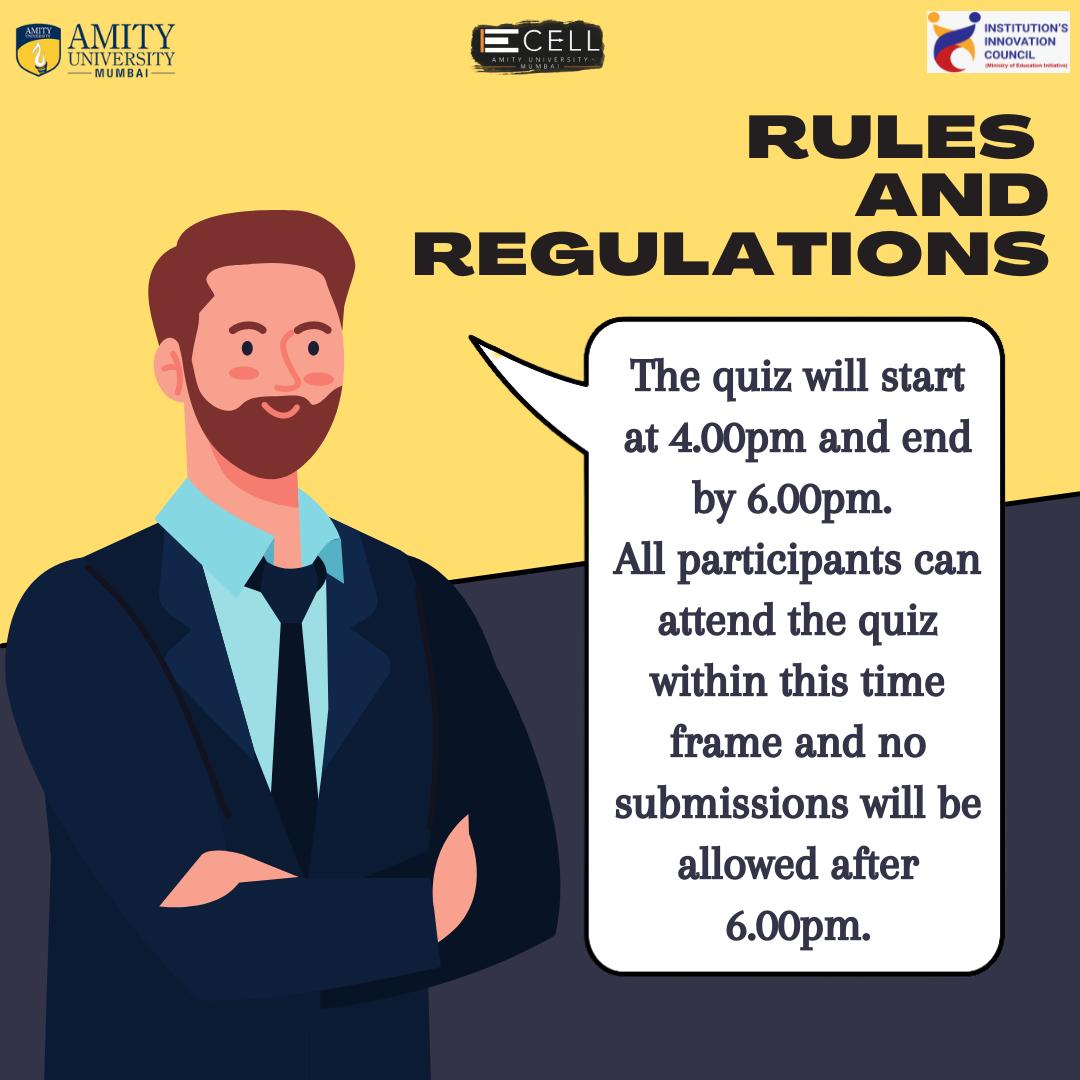 AMITY
UNIVERSITY
AMITY
UNIVERSITY
MUMBAI
ECELL
AMITY UNIVERSITY
MUMBAI
INSTITUTION'S
INNOVATION
COUNCIL
(Ministry of Education Initiative)
RULES
AND
REGULATIONS
The quiz will start
at 4.00pm and end
by 6.00pm.
All participants can
attend the quiz
within this time
frame and no
submissions will be
allowed after
6.00pm.